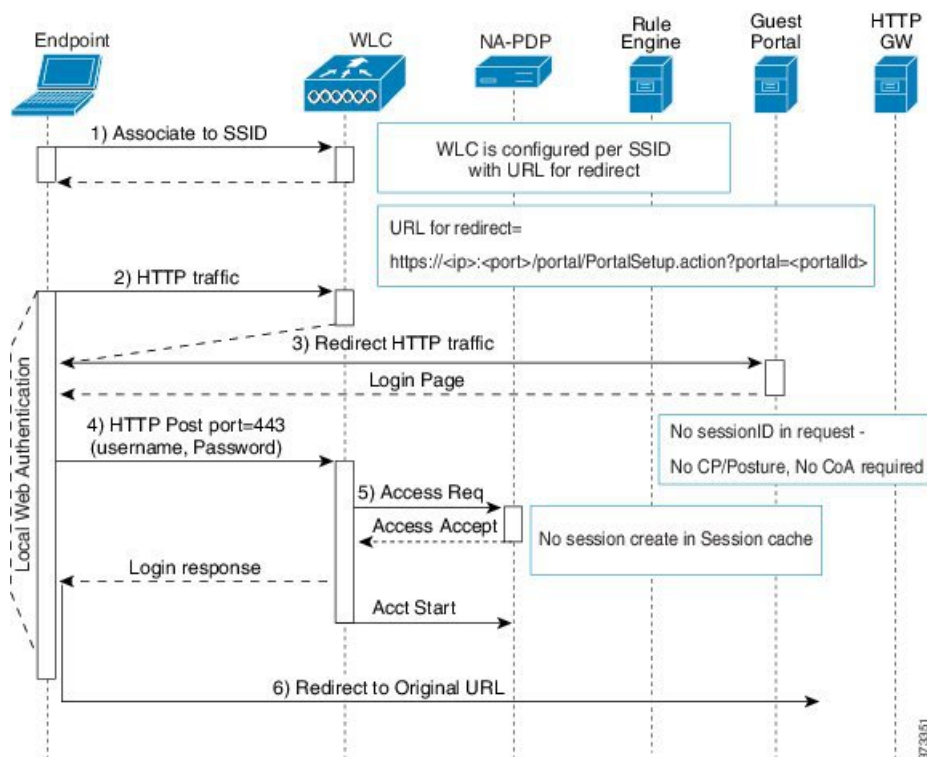 Endpoint
WLC
NA-PDP
Rule
Engine
Guest
Portal
HTTP
GW
1) Associate to SSID
WLC is configured per SSID
with URL for redirect
URL for redirect=
https://<ip>:<port>/portal/PortalSetup.action?portal=<portalId>
2) HTTP traffic
3) Redirect HTTP traffic
Login Page
Local Web Authentication
4) HTTP Post port=443
(username, Password)
No sessionID in request -
No CP/Posture, No CoA required
5) Access Req
Access Accept
No session create in Session cache
Login response
Acct Start
6) Redirect to Original URL
373351